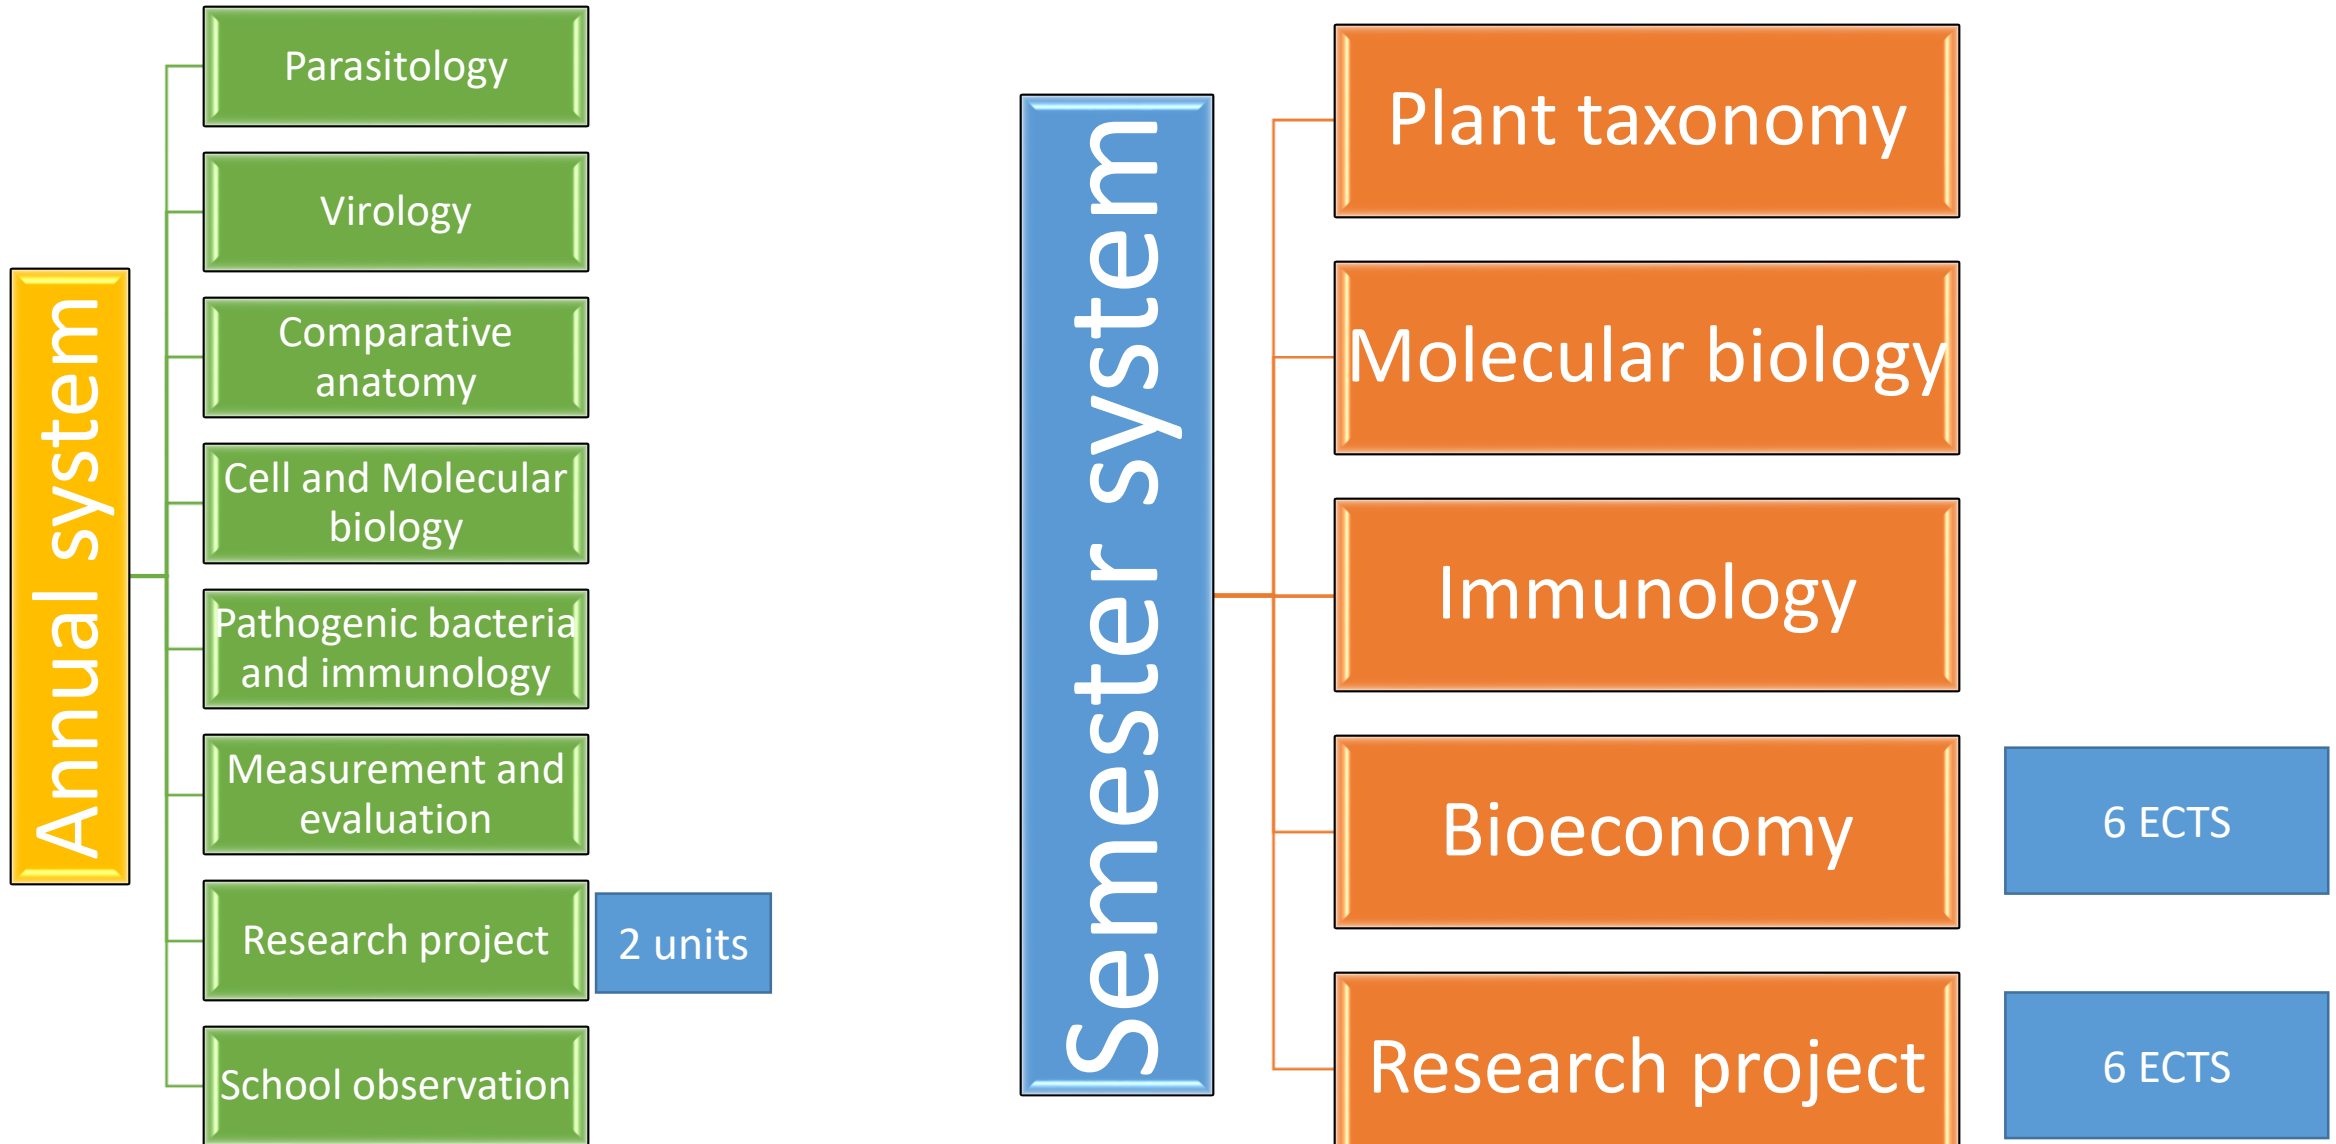 Annual system
Parasitology
Virology
Comparative
anatomy
Cell and Molecular
biology
Pathogenic bacteria
and immunology
Measurement and
evaluation
Research project
2 units
School observation
Semester system
Plant taxonomy
Molecular biology
Immunology
Bioeconomy
6 ECTS
Research project
6 ECTS